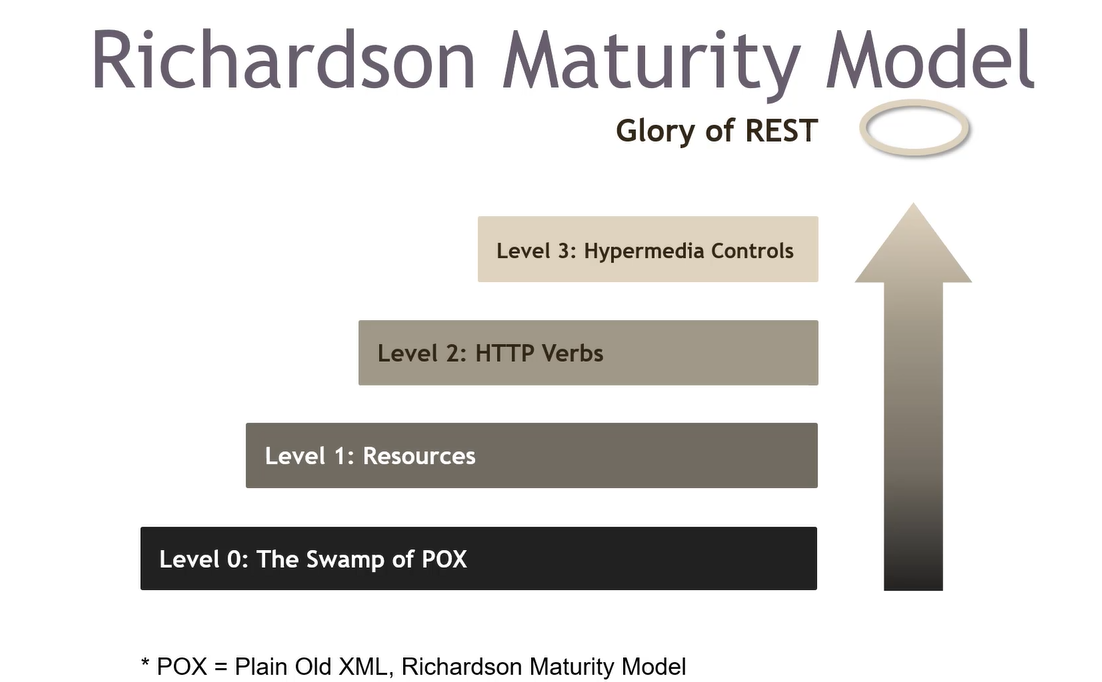 Richardson Maturity Model
Glory of REST
Level 3: Hypermedia Controls
Level 2: HTTP Verbs
Level 1: Resources
Level 0: The Swamp of POX
* POX = Plain Old XML, Richardson Maturity Model